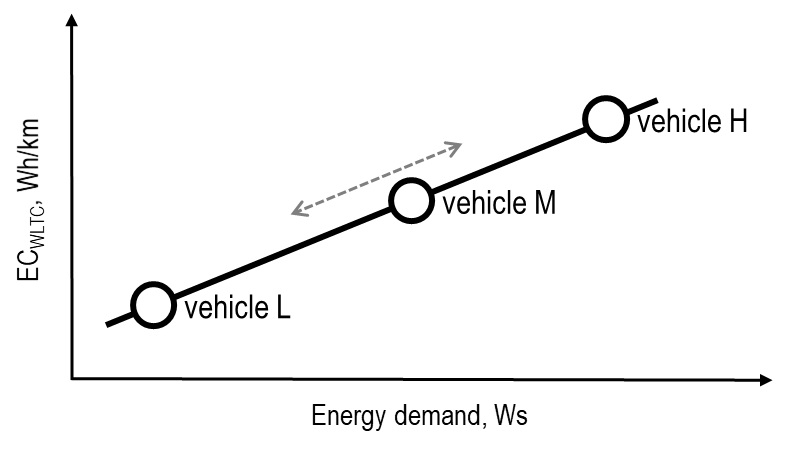 EC_WLTC, Wh/km
vehicle H
vehicle M
vehicle L
Energy demand, Ws